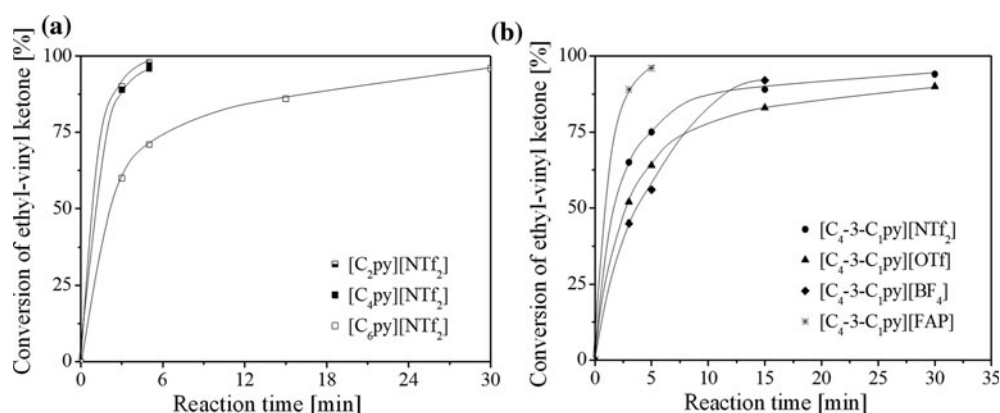 (a)
Conversion of ethyl-vinyl ketone [%]
100
75
50
25
0
0 6 12 18 24 30
Reaction time [min]
[C₂py][NTf₂]
[C₄py][NTf₂]
[C₆py][NTf₂]
(b)
Conversion of ethyl-vinyl ketone [%]
100
75
50
25
0
0 5 10 15 20 25 30 35
Reaction time [min]
[C₄-3-C₁py][NTf₂]
[C₄-3-C₁py][OTf]
[C₄-3-C₁py][BF₄]
[C₄-3-C₁py][FAP]